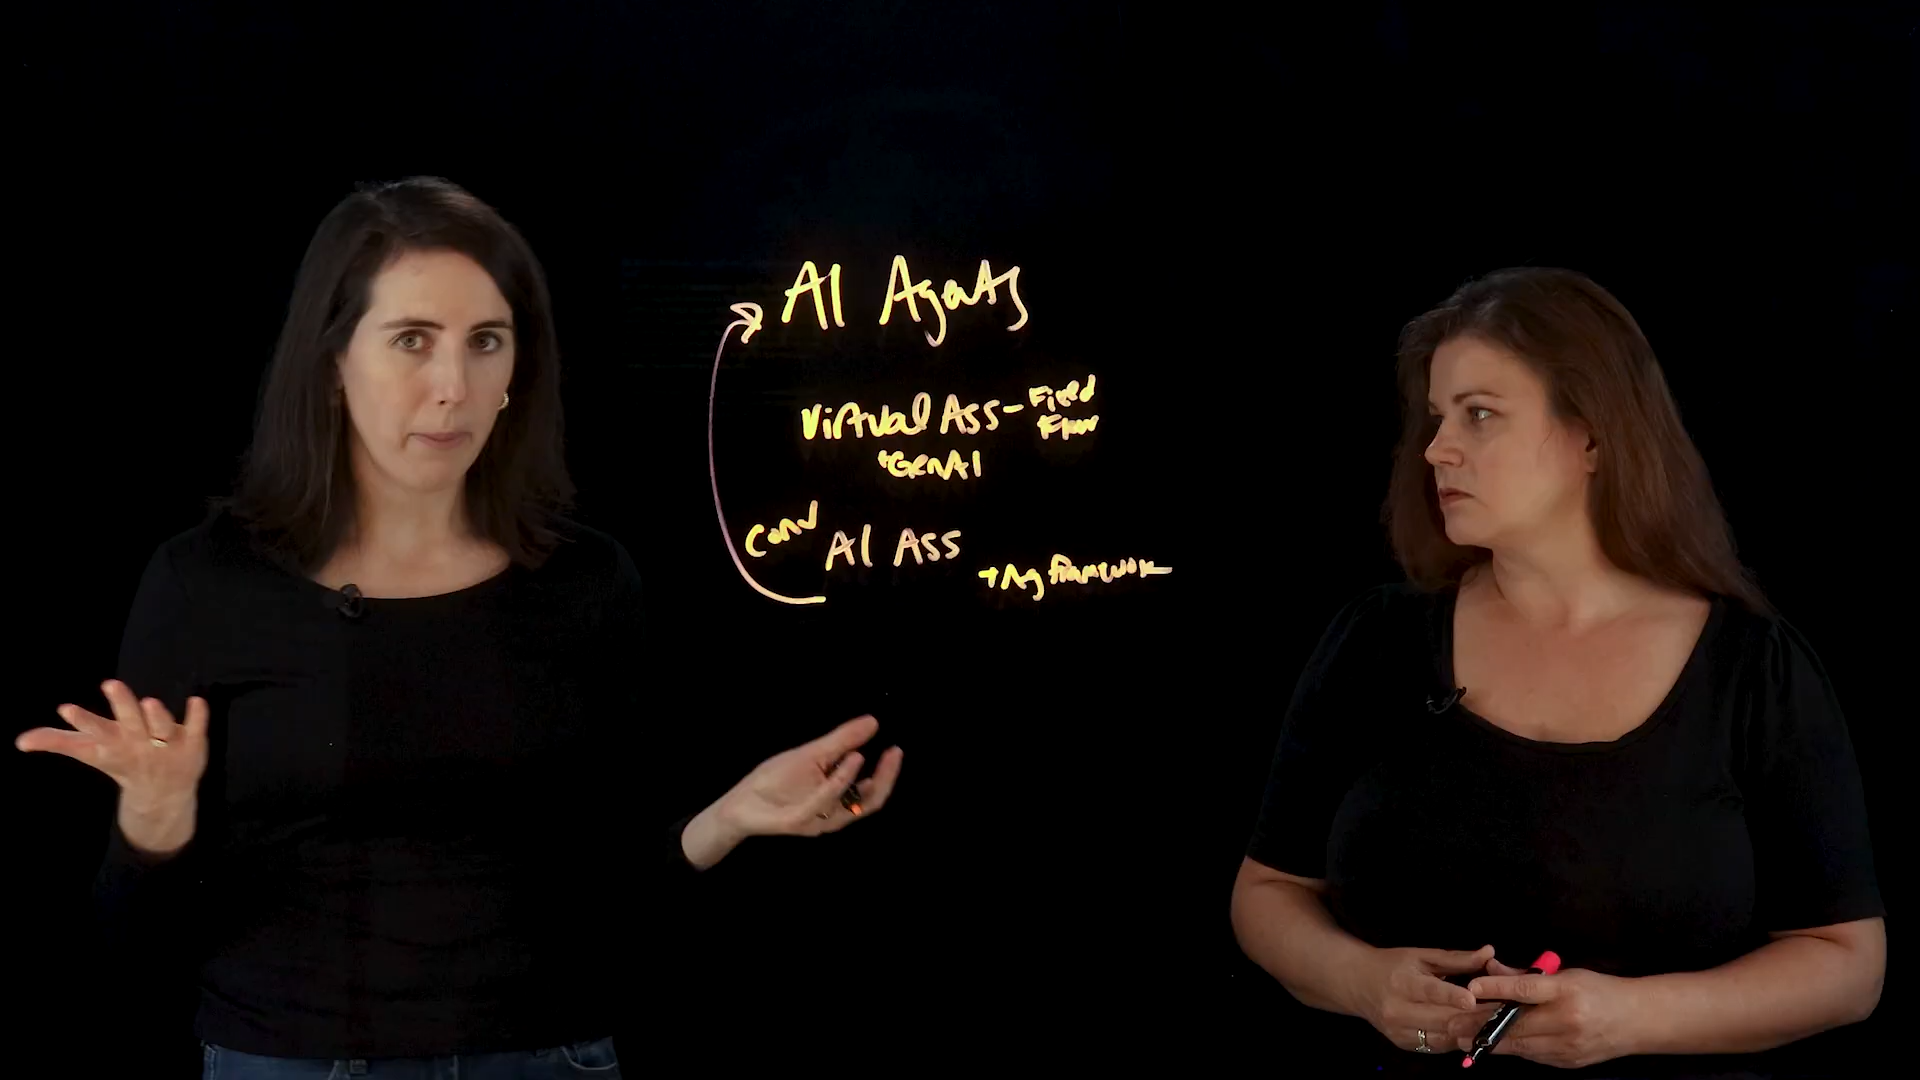 AI Agents
Virtual Ass - Fixed
Flow
+GenAI
Conv AI Ass
+Ag Framework